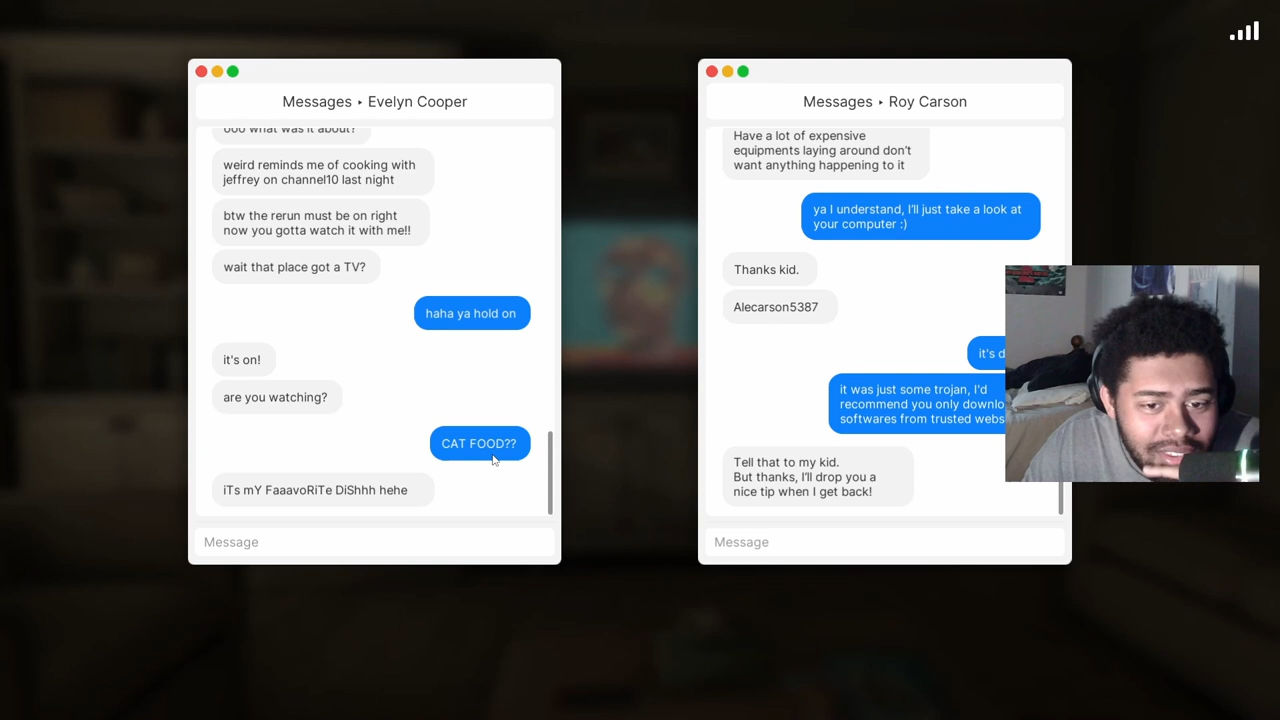 Messages ‣ Evelyn Cooper
ooo what was it about?
weird reminds me of cooking with
jeffrey on channel10 last night
btw the rerun must be on right
now you gotta watch it with me!!
wait that place got a TV?
haha ya hold on
it's on!
are you watching?
CAT FOOD??
iTs mY FaaavoRiTe DiShhh hehe
Message
Messages ‣ Roy Carson
Have a lot of expensive
equipments laying around don't
want anything happening to it
ya I understand, I'll just take a look at
your computer :)
Thanks kid.
Alecarson5387
it's
it was just some trojan, I'd
recommend you only
softwares from trusted
Tell that to my kid.
But thanks, I'll drop you a
nice tip when I get back!
Message